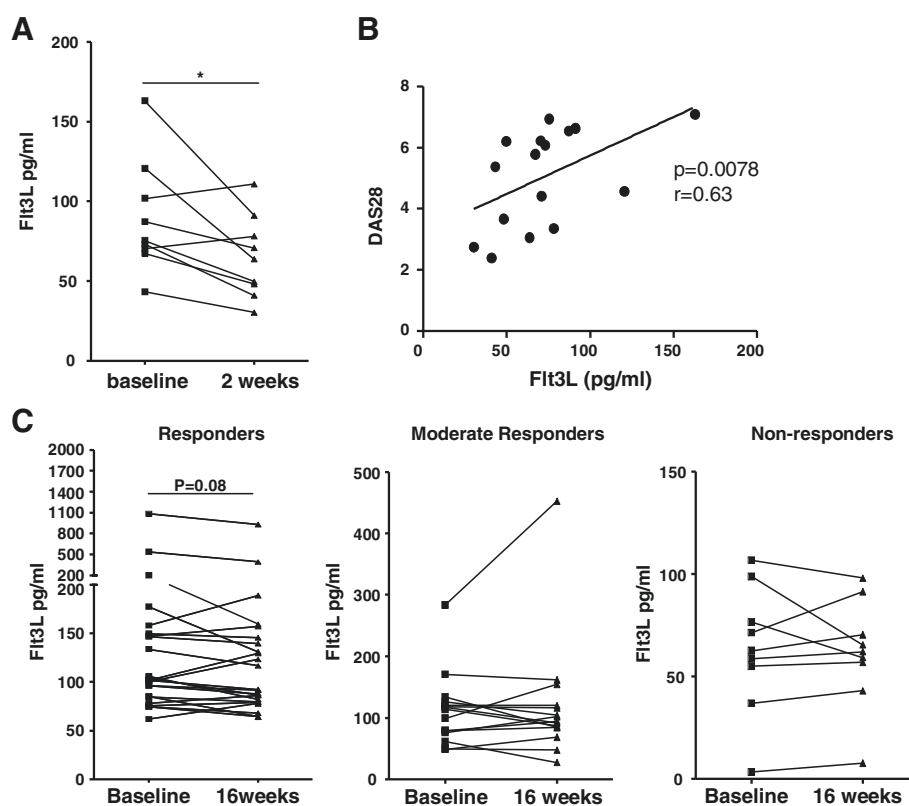 A
200
150
100
50
0
Flt3L pg/ml
*
baseline 2 weeks
B
8
6
4
2
0
DAS28
p=0.0078
r=0.63
0 50 100 150 200
Flt3L (pg/ml)
C
Responders
2000
1700
1400
1100
800
500
200
200
150
100
50
0
Flt3L pg/ml
P=0.08
Baseline 16weeks
Moderate Responders
500
400
300
200
100
0
Flt3L pg/ml
Baseline 16 weeks
Non-responders
150
100
50
0
Flt3L pg/ml
Baseline 16 weeks